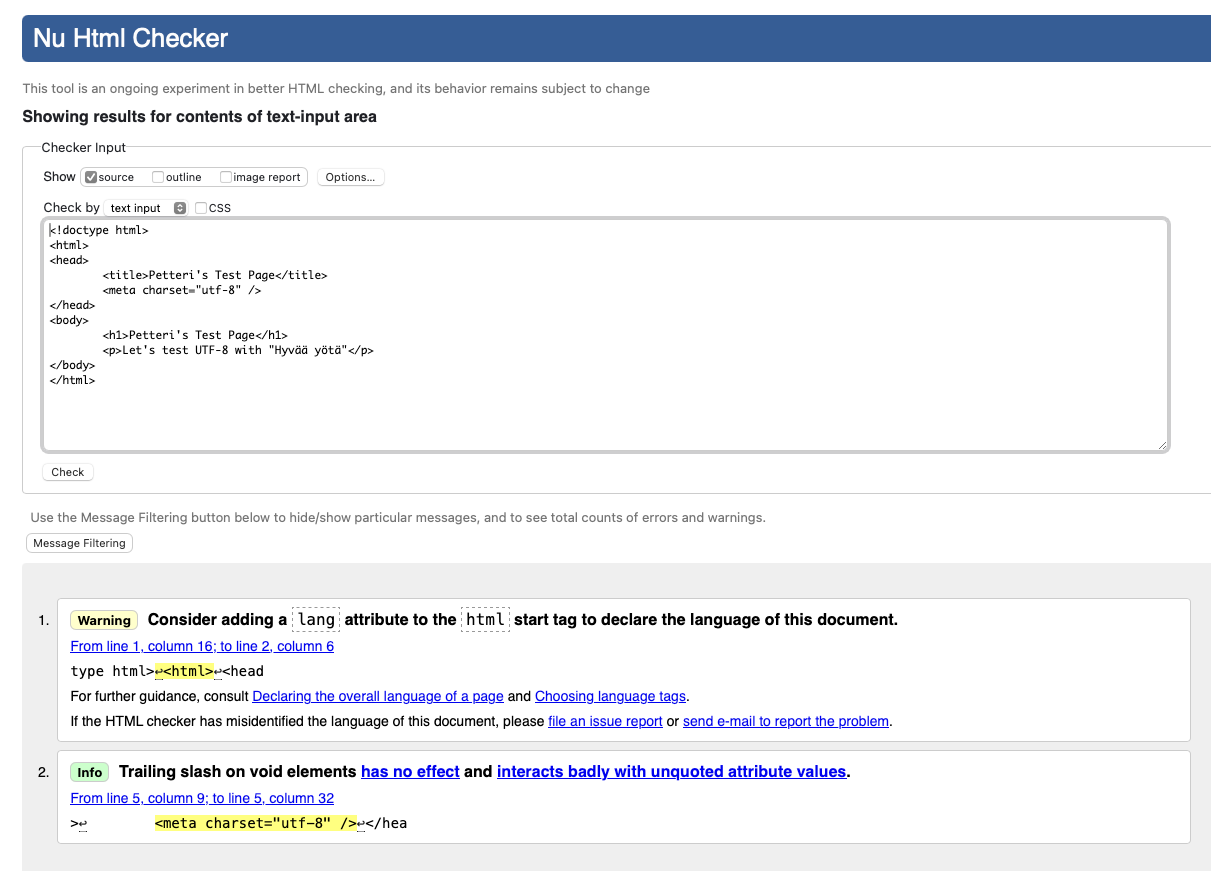 Nu Html Checker
This tool is an ongoing experiment in better HTML checking, and its behavior remains subject to change
Showing results for contents of text-input area
Checker Input
Show source outline image report Options...
Check by text input CSS
<!doctype html>
<html>
<head>
	<title>Petteri's Test Page</title>
	<meta charset="utf-8" />
</head>
<body>
	<h1>Petteri's Test Page</h1>
	<p>Let's test UTF-8 with "Hyvää yötä"</p>
</body>
</html>
Check
Use the Message Filtering button below to hide/show particular messages, and to see total counts of errors and warnings.
Message Filtering
1. Warning Consider adding a lang attribute to the html start tag to declare the language of this document.
From line 1, column 16; to line 2, column 6
type html>↩<html>↩<head
For further guidance, consult Declaring the overall language of a page and Choosing language tags.
If the HTML checker has misidentified the language of this document, please file an issue report or send e-mail to report the problem.
2. Info Trailing slash on void elements has no effect and interacts badly with unquoted attribute values.
From line 5, column 9; to line 5, column 32
>↩	<meta charset="utf-8" />↩</hea